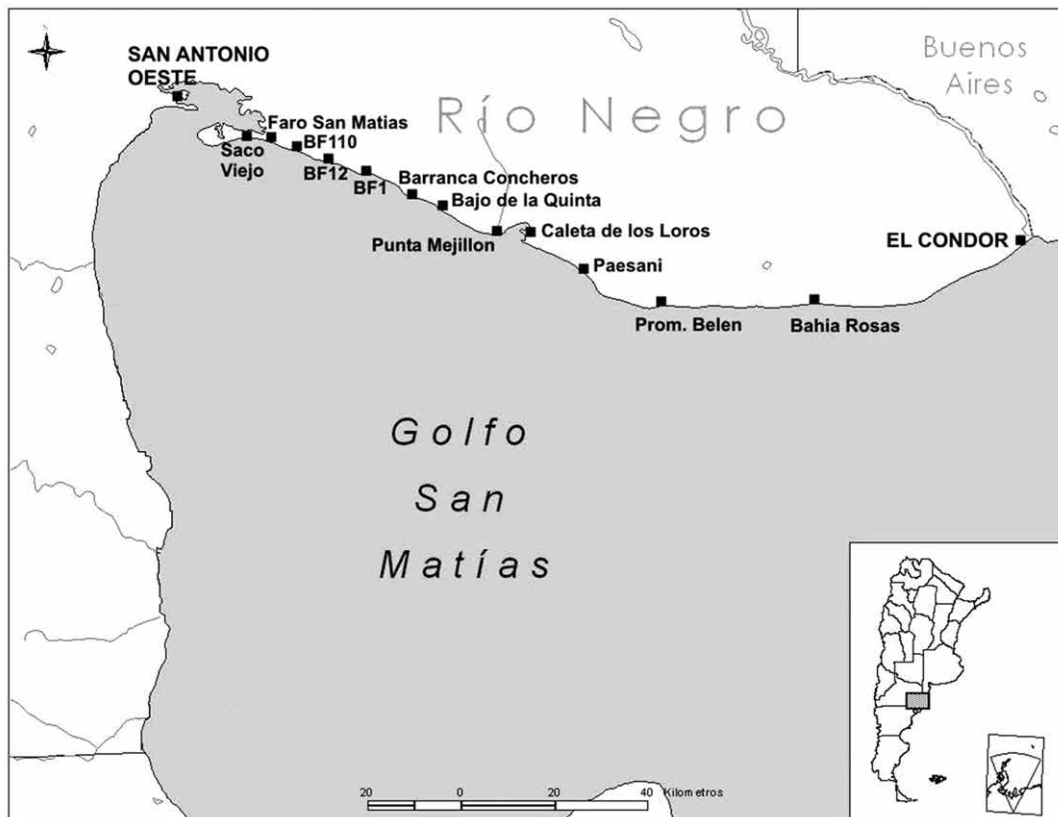 SAN ANTONIO
OESTE
Buenos
Aires
Río Negro
Faro San Matias
Saco
Viejo
BF110
BF12
BF1
Barranca Concheros
Bajo de la Quinta
Punta Mejillon
Caleta de los Loros
EL CONDOR
Paesani
Prom. Belen
Bahia Rosas
Golfo
San
Matías
20 0 20 40 Kilometros